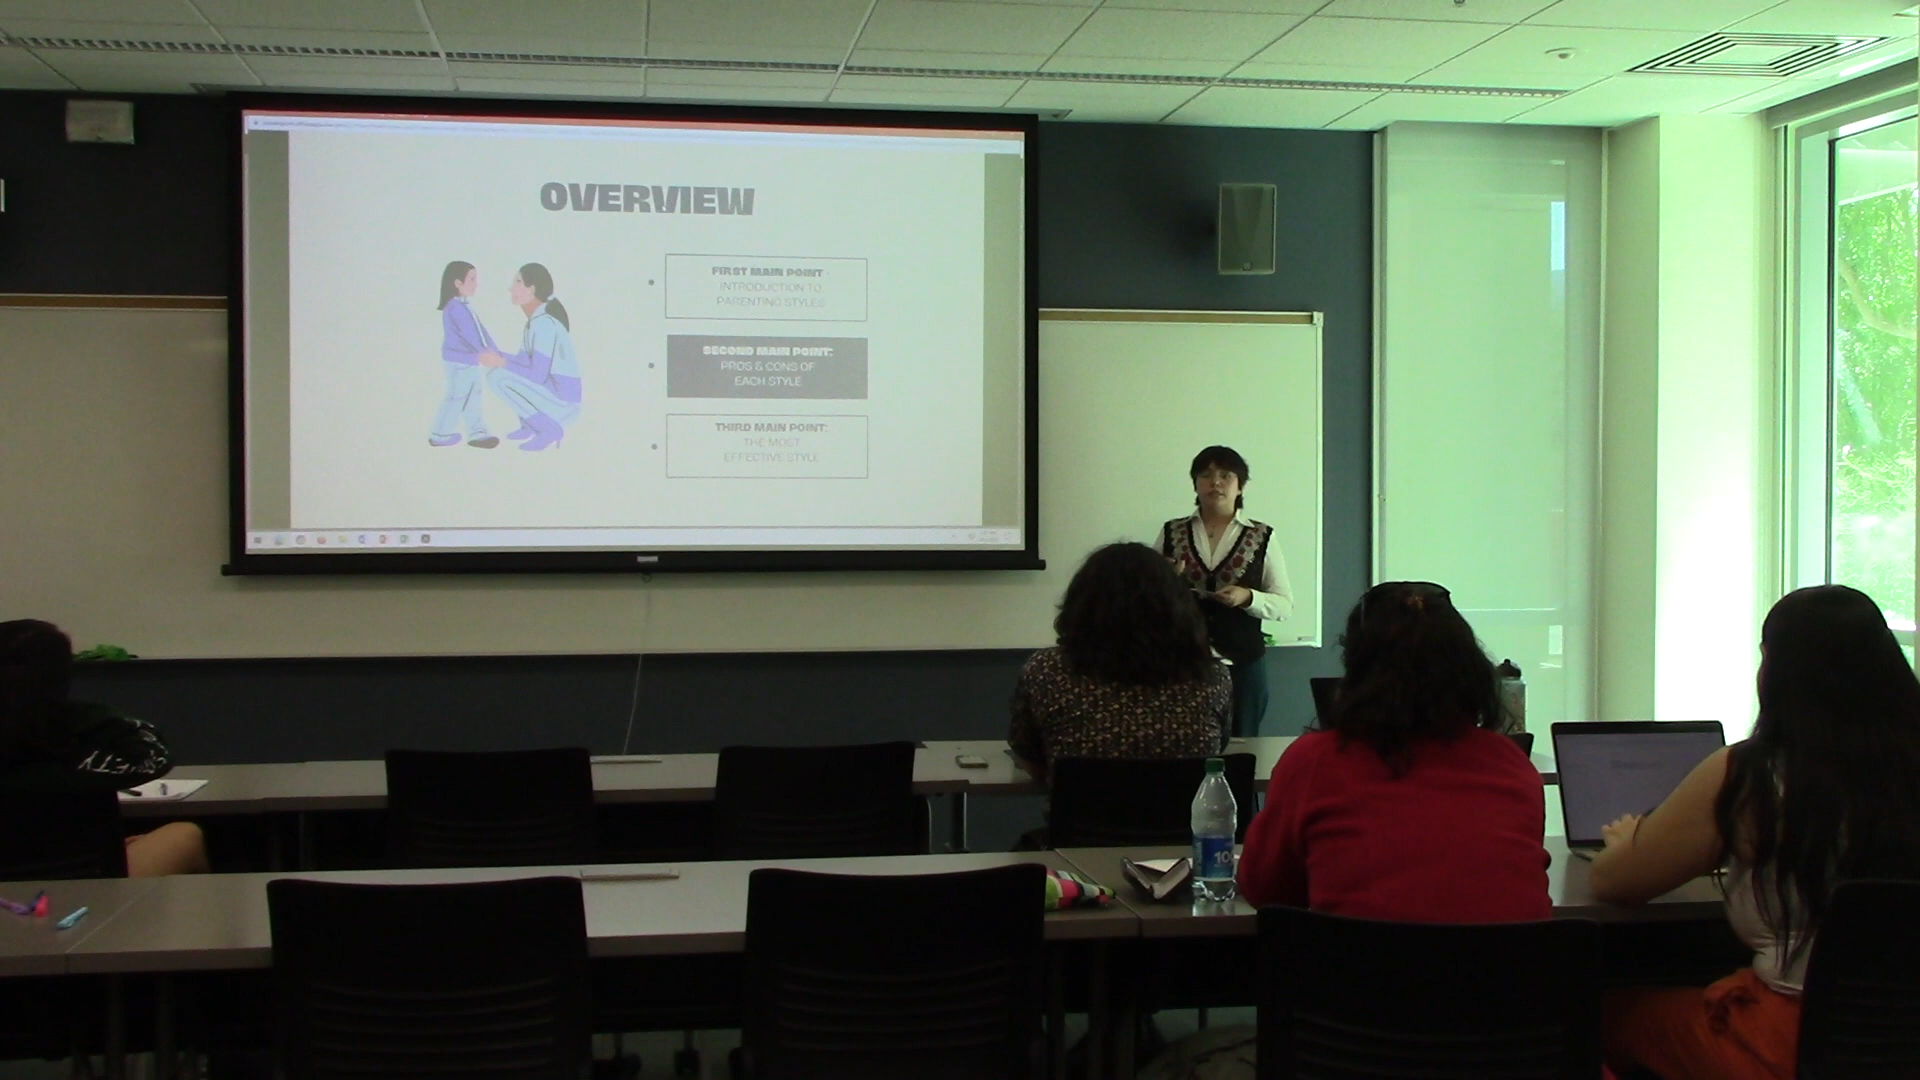 OVERVIEW
FIRST MAIN POINT
INTRODUCTION TO
PARENTING STYLES
SECOND MAIN POINT:
PROS & CONS OF
EACH STYLE
THIRD MAIN POINT:
THE MOST
EFFECTIVE STYLE